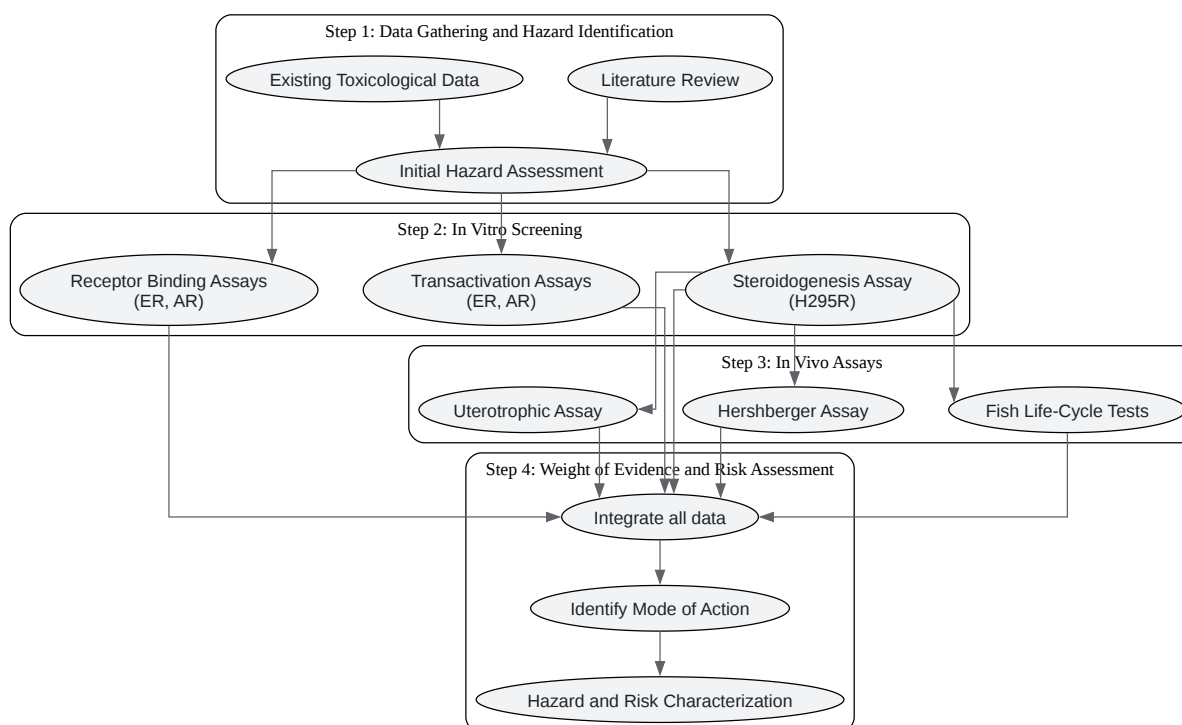 Step 1: Data Gathering and Hazard Identification
Existing Toxicological Data
Literature Review
Initial Hazard Assessment
Step 2: In Vitro Screening
Receptor Binding Assays
(ER, AR)
Transactivation Assays
(ER, AR)
Steroidogenesis Assay
(H295R)
Step 3: In Vivo Assays
Uterotrophic Assay
Hershberger Assay
Fish Life-Cycle Tests
Step 4: Weight of Evidence and Risk Assessment
Integrate all data
Identify Mode of Action
Hazard and Risk Characterization